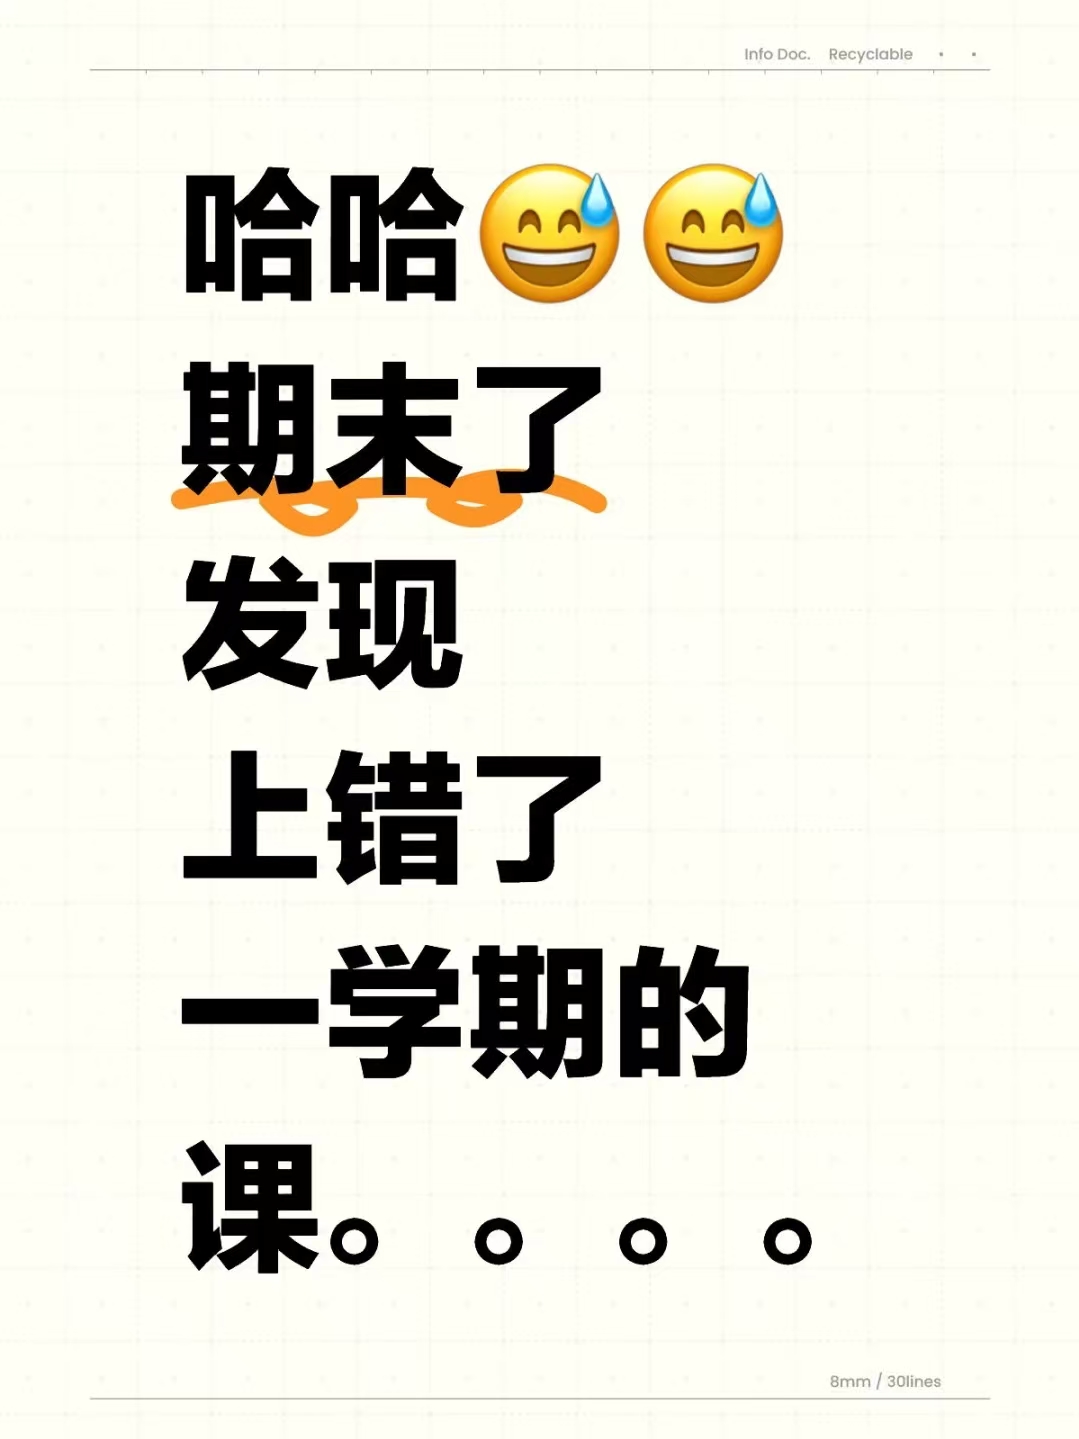 Info Doc. Recyclable
哈哈😅😅
期末了
发现
上错了
一学期的
课。。。。
8mm / 30lines